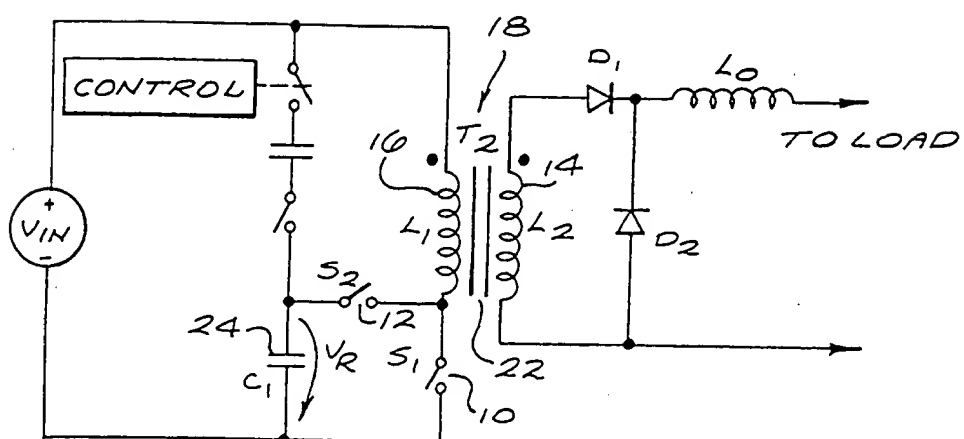 18
CONTROL
D1
L0
TO LOAD
16
T2
14
+
VIN
-
L1
L2
D2
S2
12
24
C1
VR
S1
22
10